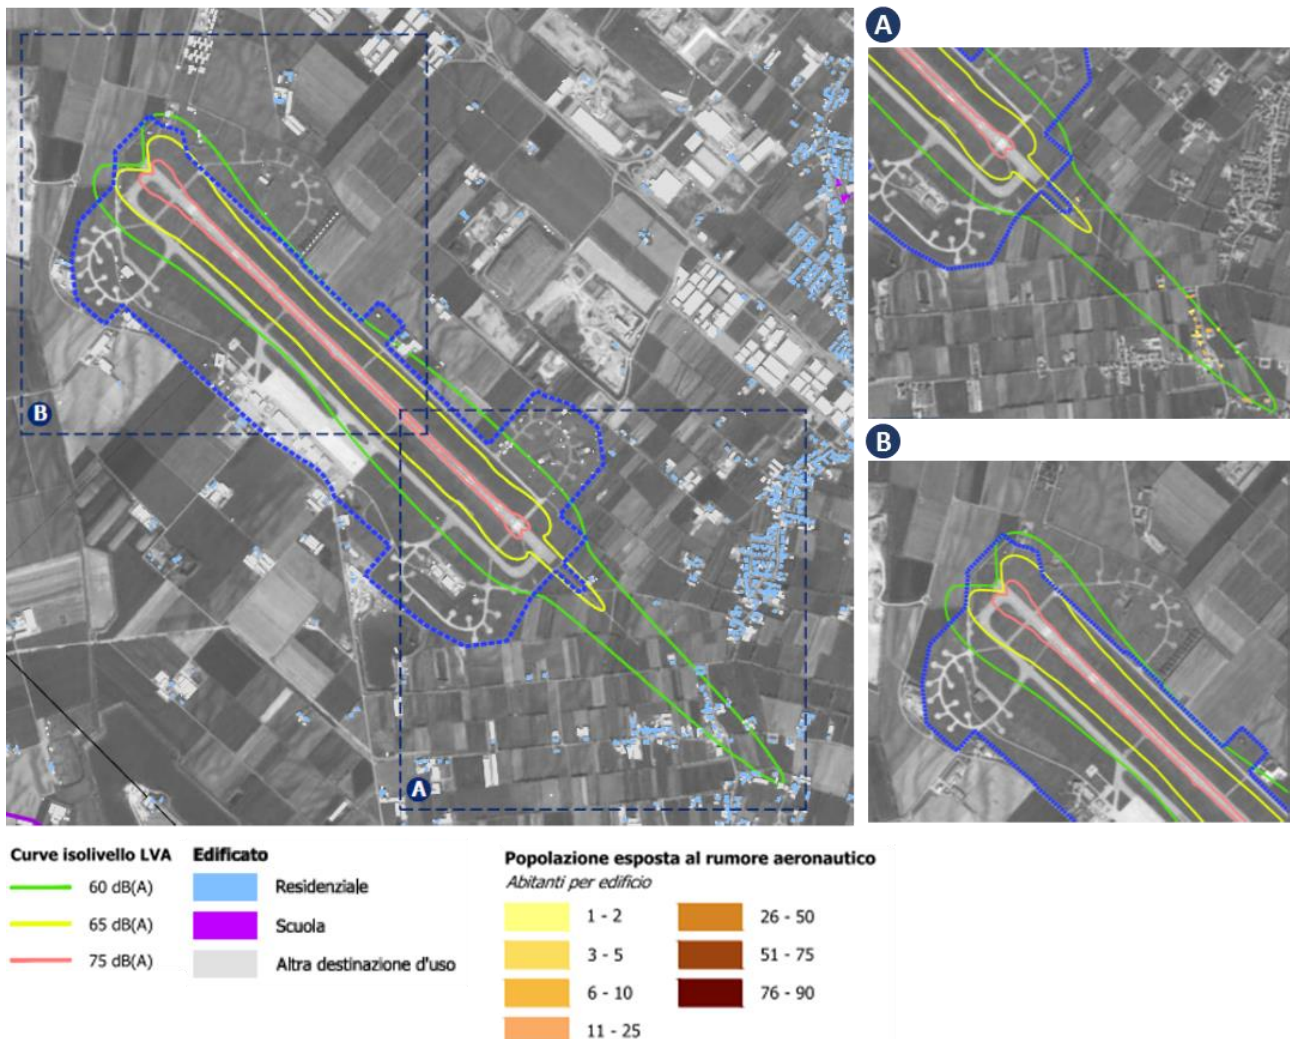 A
B
B
A
Curve isolivello LVA
60 dB(A)
65 dB(A)
75 dB(A)
Edificato
Residenziale
Scuola
Altra destinazione d'uso
Popolazione esposta al rumore aeronautico
Abitanti per edificio
1 - 2
3 - 5
6 - 10
11 - 25
26 - 50
51 - 75
76 - 90